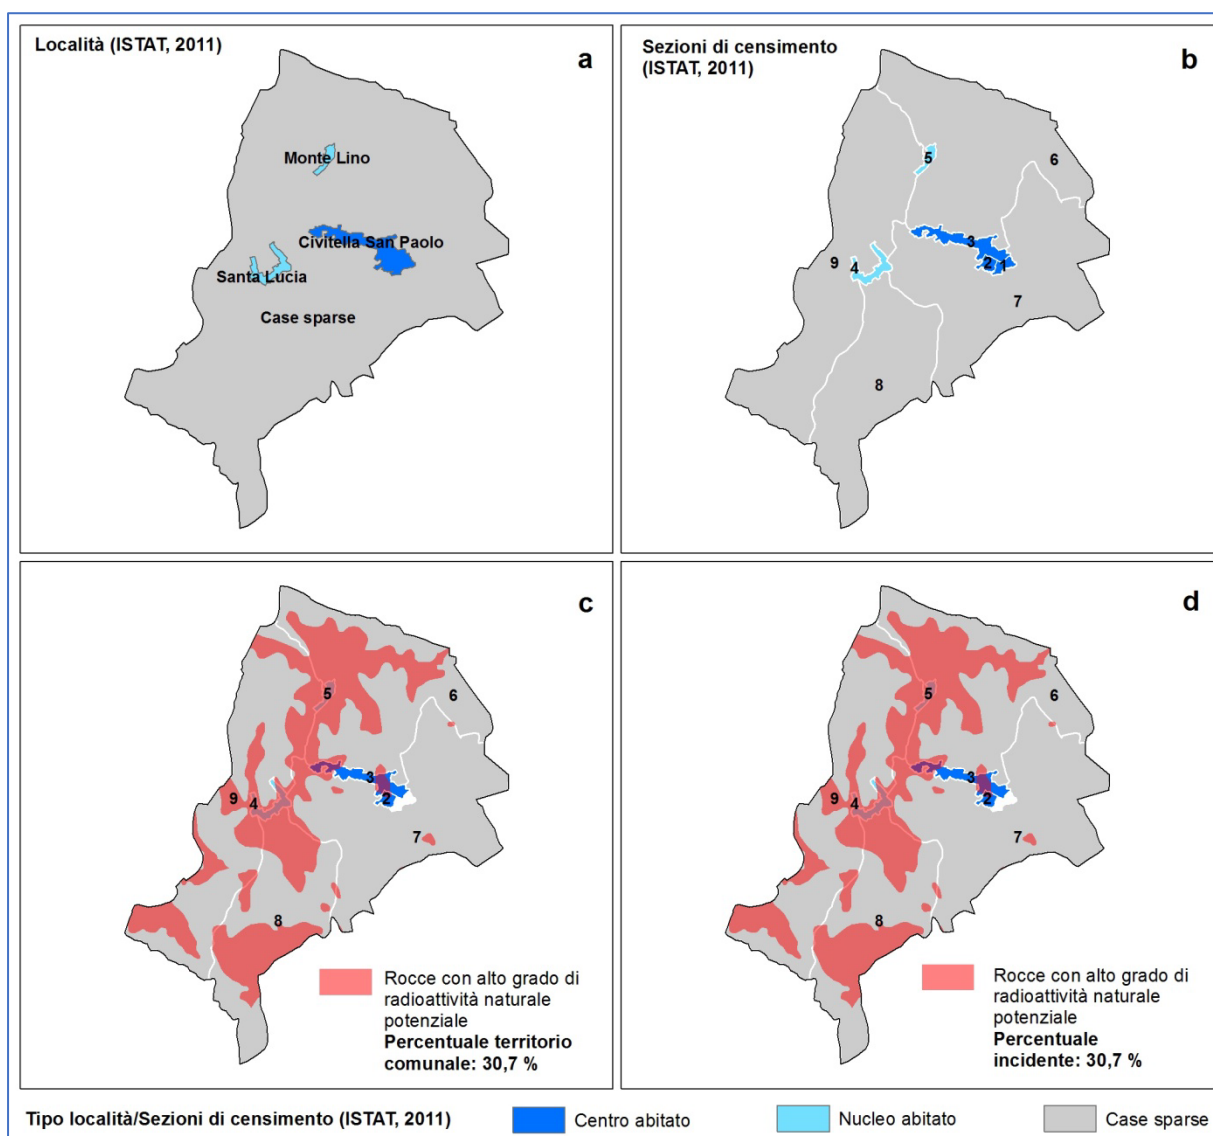 Località (ISTAT, 2011)
a
Monte Lino
Civitella San Paolo
Santa Lucia
Case sparse
Sezioni di censimento
(ISTAT, 2011)
b
5
6
3
9
4
2
1
7
8
c
5
6
3
9
4
2
7
8
Rocce con alto grado di
radioattività naturale
potenziale
Percentuale territorio
comunale: 30,7 %
d
5
6
3
9
4
2
7
8
Rocce con alto grado di
radioattività naturale
potenziale
Percentuale
incidente: 30,7 %
Tipo località/Sezioni di censimento (ISTAT, 2011)
Centro abitato
Nucleo abitato
Case sparse